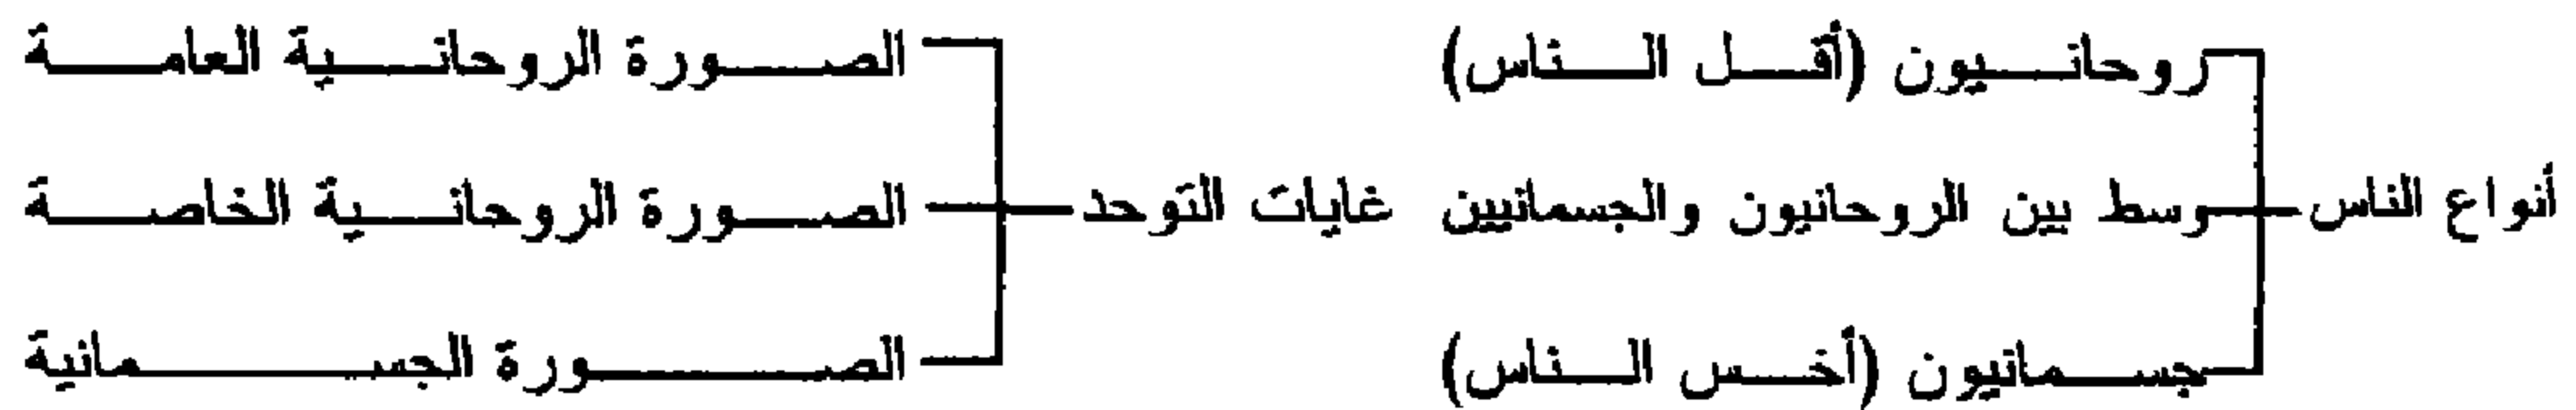 روحانيون (أقل الناس) الصورة الروحانية العامة
أنواع الناس وسط بين الروحانيون والجسمانيين غايات التوحد الصورة الروحانية الخاصة
جسمانيون (أخس الناس) الصورة الجسمانية